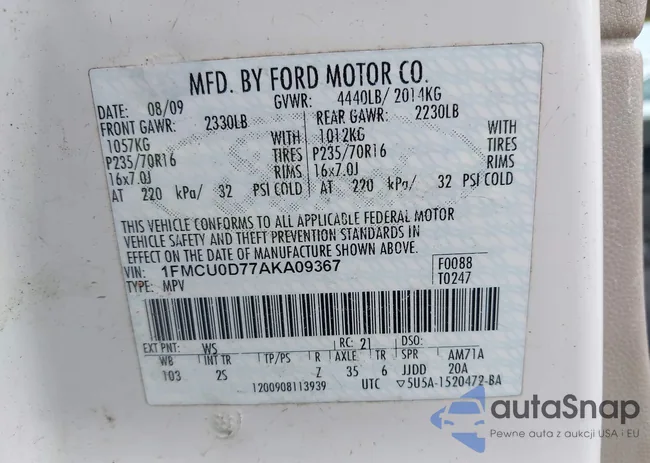 MFD. BY FORD MOTOR CO.
DATE: 08/09 GVWR: 4440LB/ 2014KG
FRONT GAWR: 2330LB REAR GAWR: 2230LB
1057KG WITH 1012KG WITH
P235/70R16 TIRES P235/70R16 TIRES
16x7.0J RIMS 16x7.0J RIMS
AT 220 kPa/ 32 PSI COLD AT 220 kPa/ 32 PSI COLD
THIS VEHICLE CONFORMS TO ALL APPLICABLE FEDERAL MOTOR
VEHICLE SAFETY AND THEFT PREVENTION STANDARDS IN
EFFECT ON THE DATE OF MANUFACTURE SHOWN ABOVE.
VIN: 1FMCU0D77AKA09367 F0088
TYPE: MPV T0247
EXT PNT: WS RC: 21 DSO:
WB INT TR TP/PS R AXLE TR SPR AM71A
103 2S Z 35 6 JJDD 20A
1200908113939 UTC ▽5U5A-1520472-BA
autaSnap
Pewne auta z aukcji USA i EU